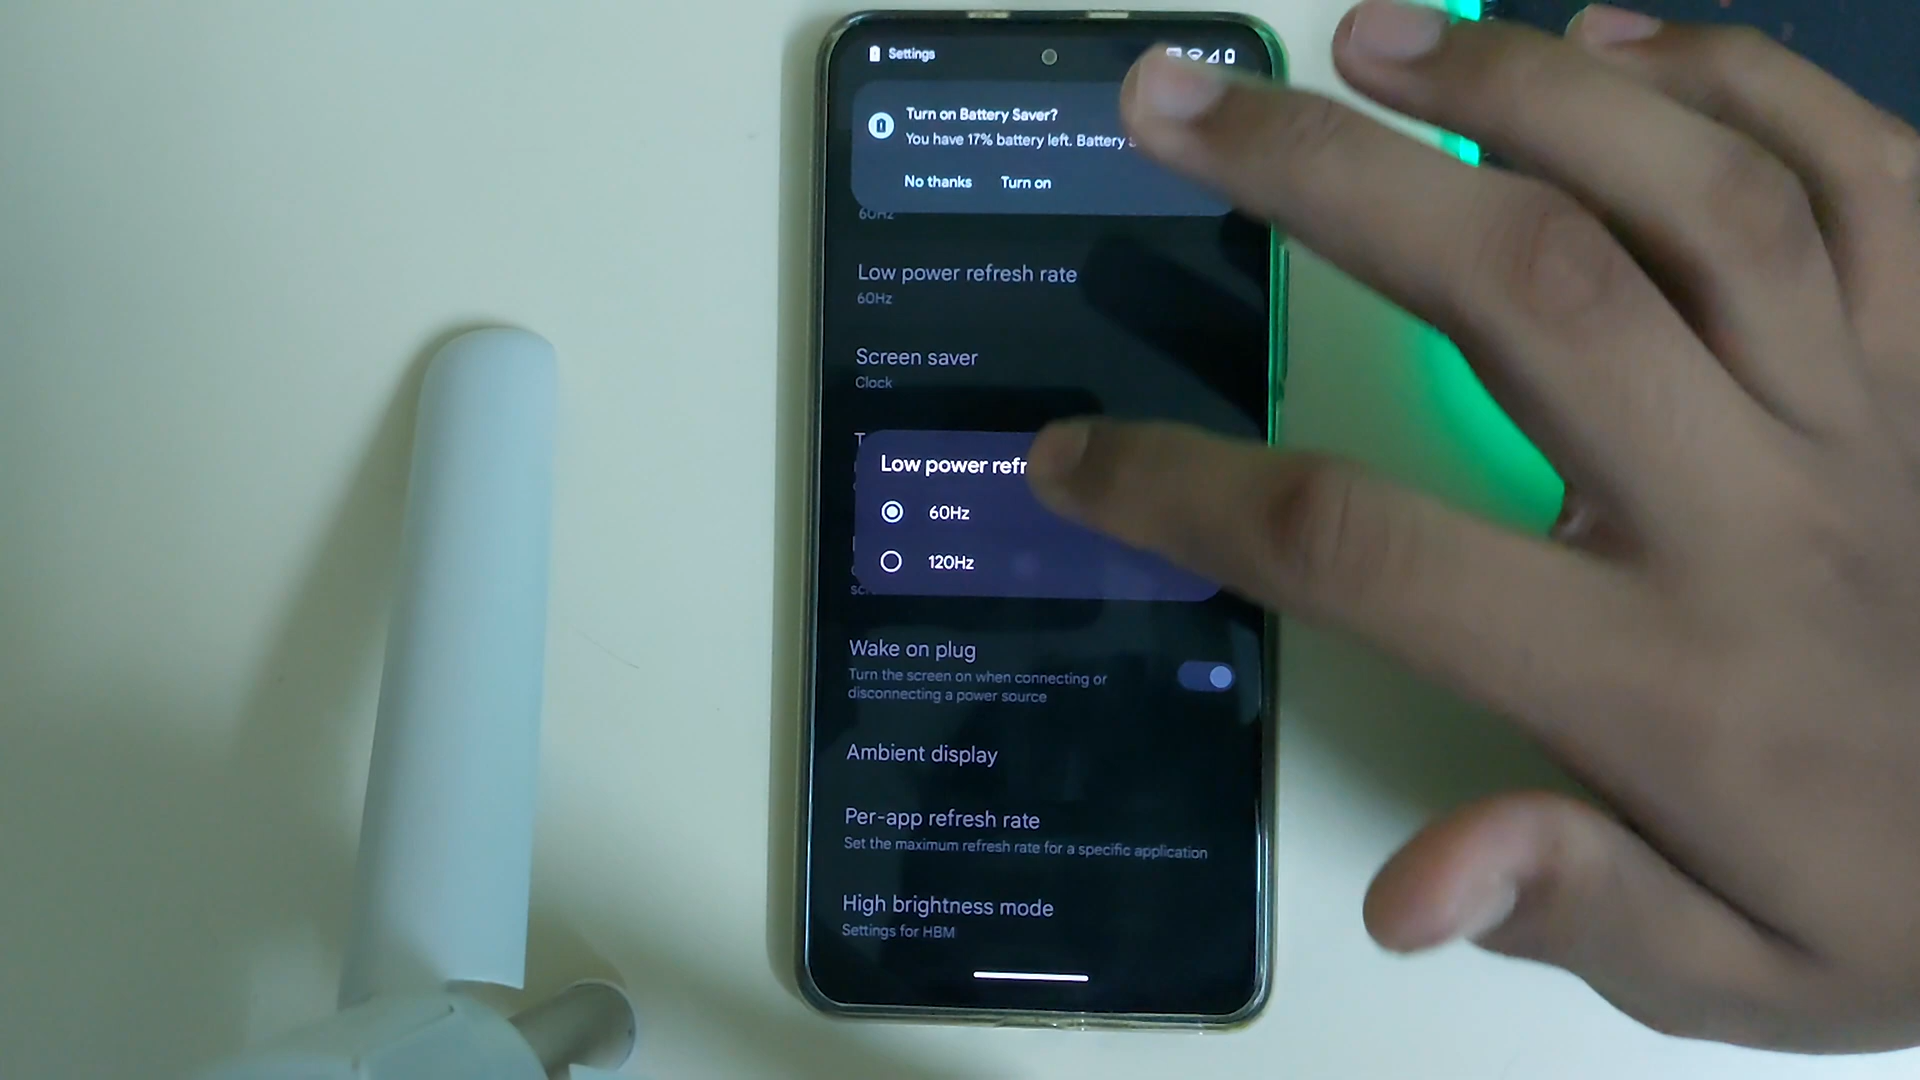 Settings
Turn on Battery Saver?
You have 17% battery left. Battery
No thanks Turn on
60Hz
Low power refresh rate
60Hz
Screen saver
Clock
Low power refr
60Hz
120Hz
Wake on plug
Turn the screen on when connecting or
disconnecting a power source
Ambient display
Per-app refresh rate
Set the maximum refresh rate for a specific application
High brightness mode
Settings for HBM